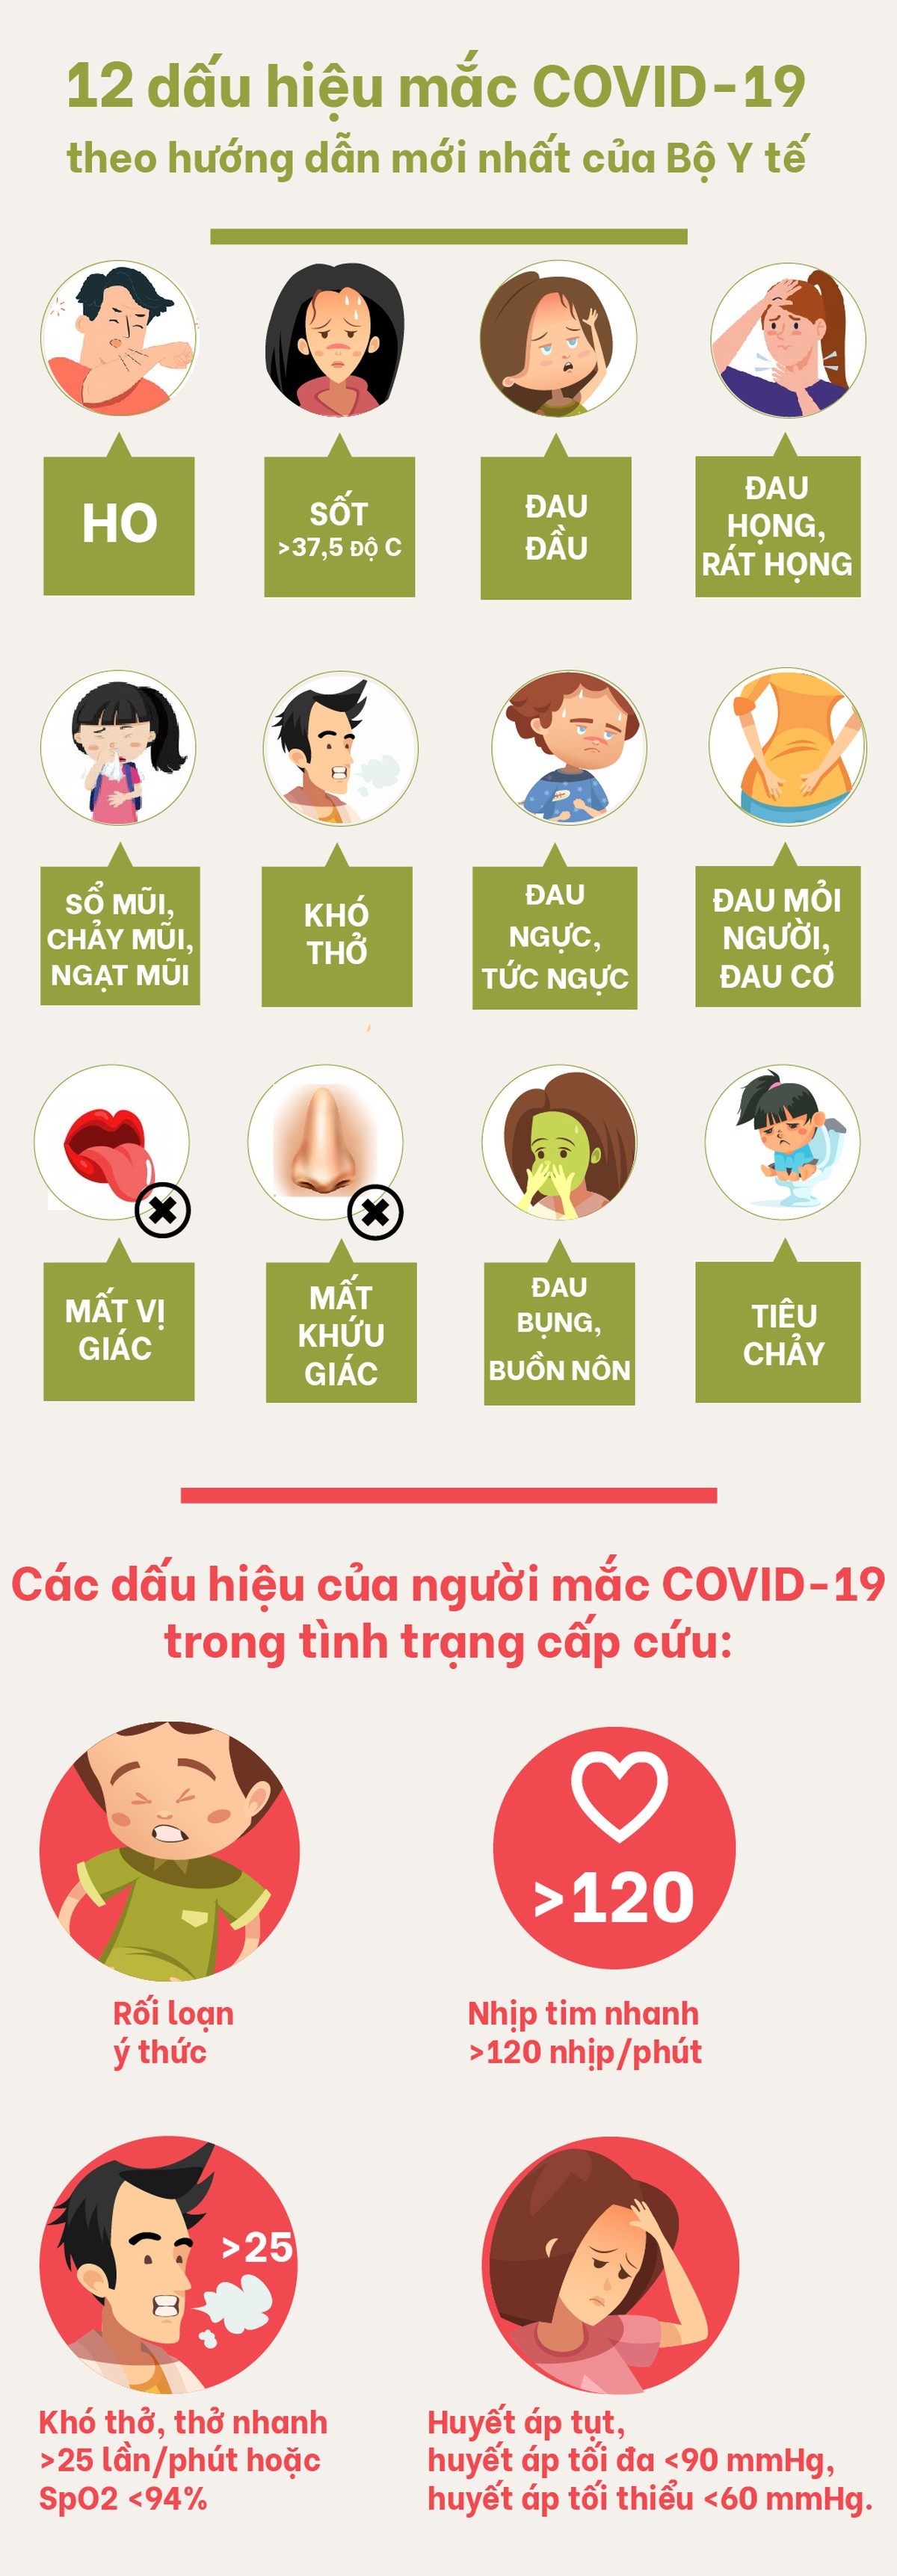 12 dấu hiệu mắc COVID-19
theo hướng dẫn mới nhất của Bộ Y tế
HO
SỐT
>37,5 ĐỘ C
ĐAU
ĐẦU
ĐAU
HỌNG,
RÁT HỌNG
SỔ MŨI,
CHẢY MŨI,
NGẠT MŨI
KHÓ
THỞ
ĐAU
NGỰC,
TỨC NGỰC
ĐAU MỎI
NGƯỜI,
ĐAU CƠ
MẤT VỊ
GIÁC
MẤT
KHỨU
GIÁC
ĐAU
BỤNG,
BUỒN NÔN
TIÊU
CHẢY
Các dấu hiệu của người mắc COVID-19
trong tình trạng cấp cứu:
Rối loạn
ý thức
>120
Nhịp tim nhanh
>120 nhịp/phút
>25
Khó thở, thở nhanh
>25 lần/phút hoặc
SpO2 <94%
Huyết áp tụt,
huyết áp tối đa <90 mmHg,
huyết áp tối thiểu <60 mmHg.